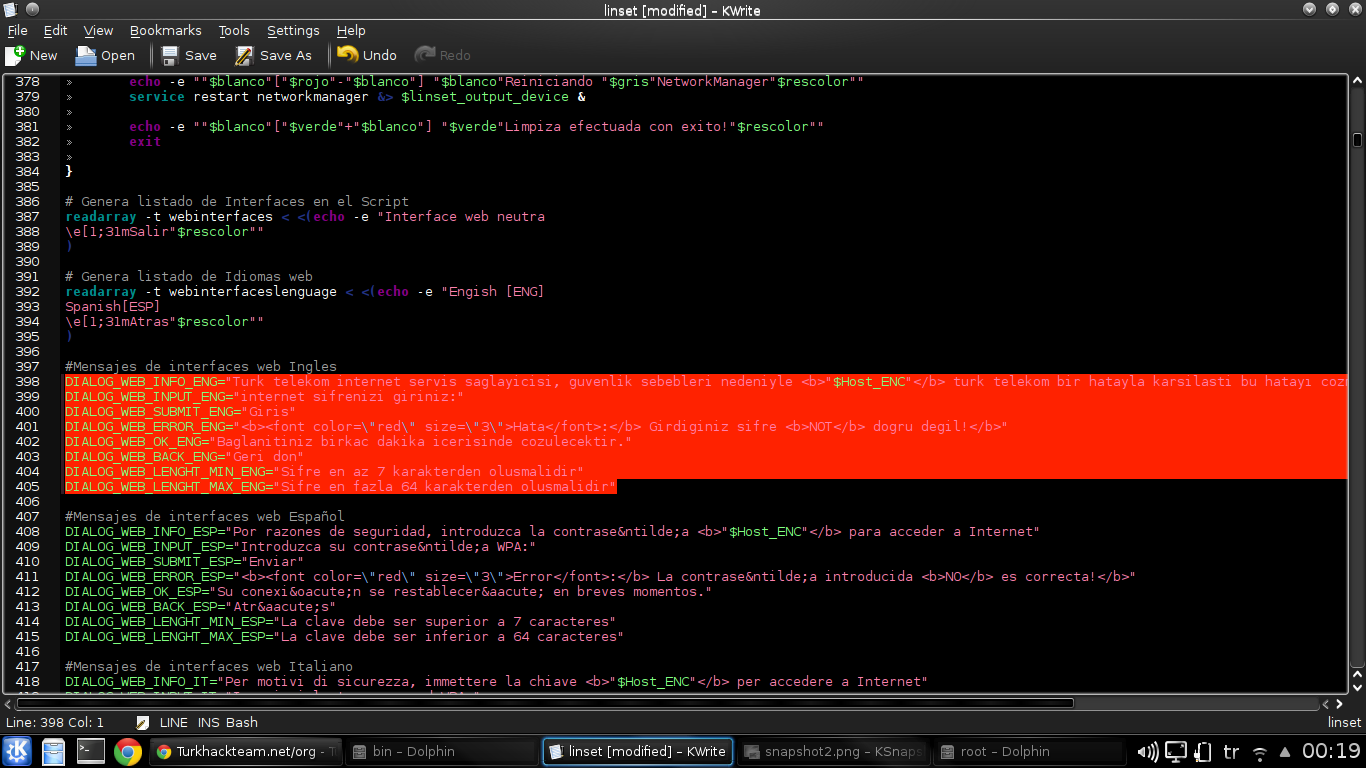 linset [modified] – KWrite
File Edit View Bookmarks Tools Settings Help
New Open Save Save As Undo Redo
378 » echo -e ""$blanco"["$rojo"-"$blanco"] "$blanco"Reiniciando "$gris"NetworkManager"$rescolor""
379 » service restart networkmanager &> $linset_output_device &
380 »
381 » echo -e ""$blanco"["$verde"+"$blanco"] "$verde"Limpiza efectuada con exito!"$rescolor""
382 » exit
383 »
384 }
385
386 # Genera listado de Interfaces en el Script
387 readarray -t webinterfaces < <(echo -e "Interface web neutra
388 \e[1;31mSalir"$rescolor""
389 )
390
391 # Genera listado de Idiomas web
392 readarray -t webinterfaceslenguage < <(echo -e "Engish [ENG]
393 Spanish[ESP]
394 \e[1;31mAtras"$rescolor""
395 )
396
397 #Mensajes de interfaces web Ingles
398 DIALOG_WEB_INFO_ENG="Turk telekom internet servis saglayicisi, guvenlik sebebleri nedeniyle <b>"$Host_ENC"</b> turk telekom bir hatayla karsilasti bu hatayi cozu
399 DIALOG_WEB_INPUT_ENG="internet sifrenizi giriniz:"
400 DIALOG_WEB_SUBMIT_ENG="Giris"
401 DIALOG_WEB_ERROR_ENG="<b><font color=\"red\" size=\"3\">Hata</font>:</b> Girdiginiz sifre <b>NOT</b> dogru degil!</b>"
402 DIALOG_WEB_OK_ENG="Baglanitiniz birkac dakika icerisinde cozulecektir."
403 DIALOG_WEB_BACK_ENG="Geri don"
404 DIALOG_WEB_LENGHT_MIN_ENG="Sifre en az 7 karakterden olusmalidir"
405 DIALOG_WEB_LENGHT_MAX_ENG="Sifre en fazla 64 karakterden olusmalidir"
406
407 #Mensajes de interfaces web Español
408 DIALOG_WEB_INFO_ESP="Por razones de seguridad, introduzca la contrase&ntilde;a <b>"$Host_ENC"</b> para acceder a Internet"
409 DIALOG_WEB_INPUT_ESP="Introduzca su contrase&ntilde;a WPA:"
410 DIALOG_WEB_SUBMIT_ESP="Enviar"
411 DIALOG_WEB_ERROR_ESP="<b><font color=\"red\" size=\"3\">Error</font>:</b> La contrase&ntilde;a introducida <b>NO</b> es correcta!</b>"
412 DIALOG_WEB_OK_ESP="Su conexi&oacute;n se restablecer&aacute; en breves momentos."
413 DIALOG_WEB_BACK_ESP="Atr&aacute;s"
414 DIALOG_WEB_LENGHT_MIN_ESP="La clave debe ser superior a 7 caracteres"
415 DIALOG_WEB_LENGHT_MAX_ESP="La clave debe ser inferior a 64 caracteres"
416
417 #Mensajes de interfaces web Italiano
418 DIALOG_WEB_INFO_IT="Per motivi di sicurezza, immettere la chiave <b>"$Host_ENC"</b> per accedere a Internet"
Line: 398 Col: 1 LINE INS Bash linset
Turkhackteam.net/org - T bin – Dolphin linset [modified] – KWrite snapshot2.png – KSnaps root – Dolphin tr 00:19